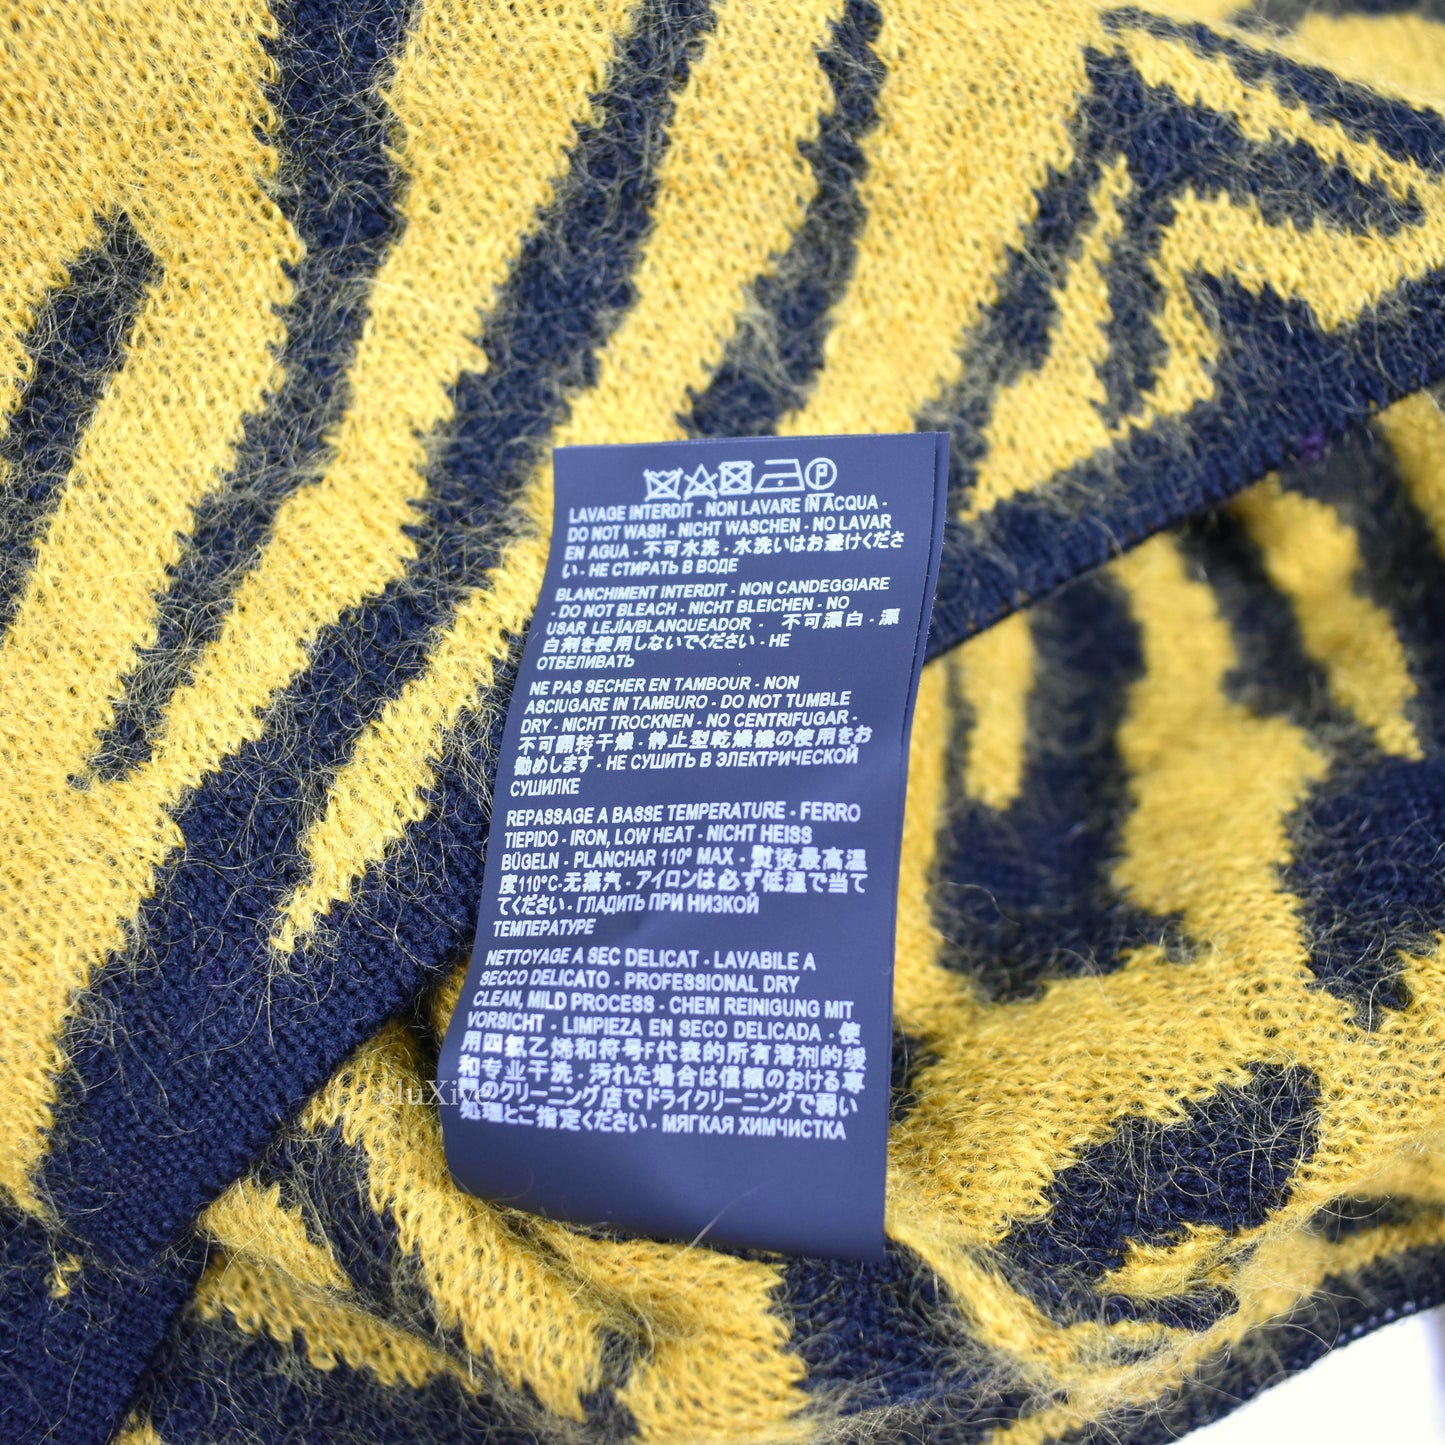 P
LAVAGE INTERDIT - NON LAVARE IN ACQUA -
DO NOT WASH - NICHT WASCHEN - NO LAVAR
EN AGUA - 不可水洗 - 水洗いはお避けくださ
い - НЕ СТИРАТЬ В ВОДЕ
BLANCHIMENT INTERDIT - NON CANDEGGIARE
- DO NOT BLEACH - NICHT BLEICHEN - NO
USAR LEJÍA/BLANQUEADOR - 不可漂白 - 漂
白剤を使用しないでください - НЕ
ОТБЕЛИВАТЬ
NE PAS SECHER EN TAMBOUR - NON
ASCIUGARE IN TAMBURO - DO NOT TUMBLE
DRY - NICHT TROCKNEN - NO CENTRIFUGAR -
不可翻转干燥 - 静止型乾燥機の使用をお
勧めします - НЕ СУШИТЬ В ЭЛЕКТРИЧЕСКОЙ
СУШИЛКЕ
REPASSAGE A BASSE TEMPERATURE - FERRO
TIEPIDO - IRON, LOW HEAT - NICHT HEISS
BÜGELN - PLANCHAR 110º MAX - 熨烫最高温
度110°C-无蒸汽 - アイロンは必ず低温で当て
てください - ГЛАДИТЬ ПРИ НИЗКОЙ
ТЕМПЕРАТУРЕ
NETTOYAGE A SEC DELICAT - LAVABILE A
SECCO DELICATO - PROFESSIONAL DRY
CLEAN, MILD PROCESS - CHEM REINIGUNG MIT
VORSICHT - LIMPIEZA EN SECO DELICADA - 使
用四氯乙烯和符号F代表的所有溶剂的缓
和专业干洗 - 汚れた場合は信頼のおける専
門のクリーニング店でドライクリーニングで弱い
処理とご指定ください - МЯГКАЯ ХИМЧИСТКА
eluXive